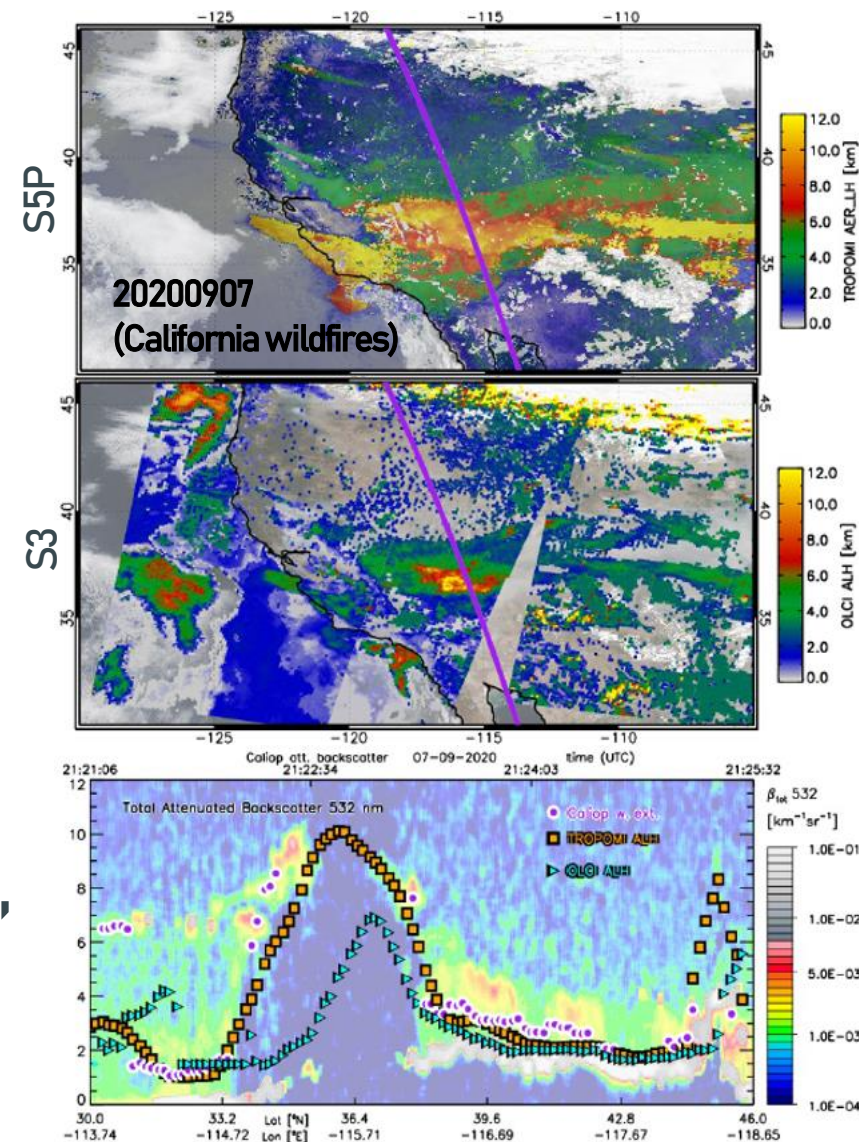 -125 -120 -115 -110
45 45
40 40
35 35
S5P
20200907
(California wildfires)
12.0
10.0
8.0
6.0
4.0
2.0
0.0
TROPOMI AER_LH [km]
45 45
40 40
35 35
S3
12.0
10.0
8.0
6.0
4.0
2.0
0.0
OLCI ALH [km]
-125 -120 -115 -110
Caliop att. backscatter 07-09-2020 time (UTC)
21:21:06 21:22:34 21:24:03 21:25:32
12
10
8
6
4
2
0
Total Attenuated Backscatter 532 nm
Caliop w. ext.
TROPOMI ALH
OLCI ALH
βtot 532
[km⁻¹sr⁻¹]
1.0E-01
1.0E-02
5.0E-03
1.0E-03
1.0E-04
30.0 33.2 Lat [°N] 36.4 39.6 42.8 46.0
-113.74 -114.72 Lon [°E] -115.71 -116.69 -117.67 -118.65
,